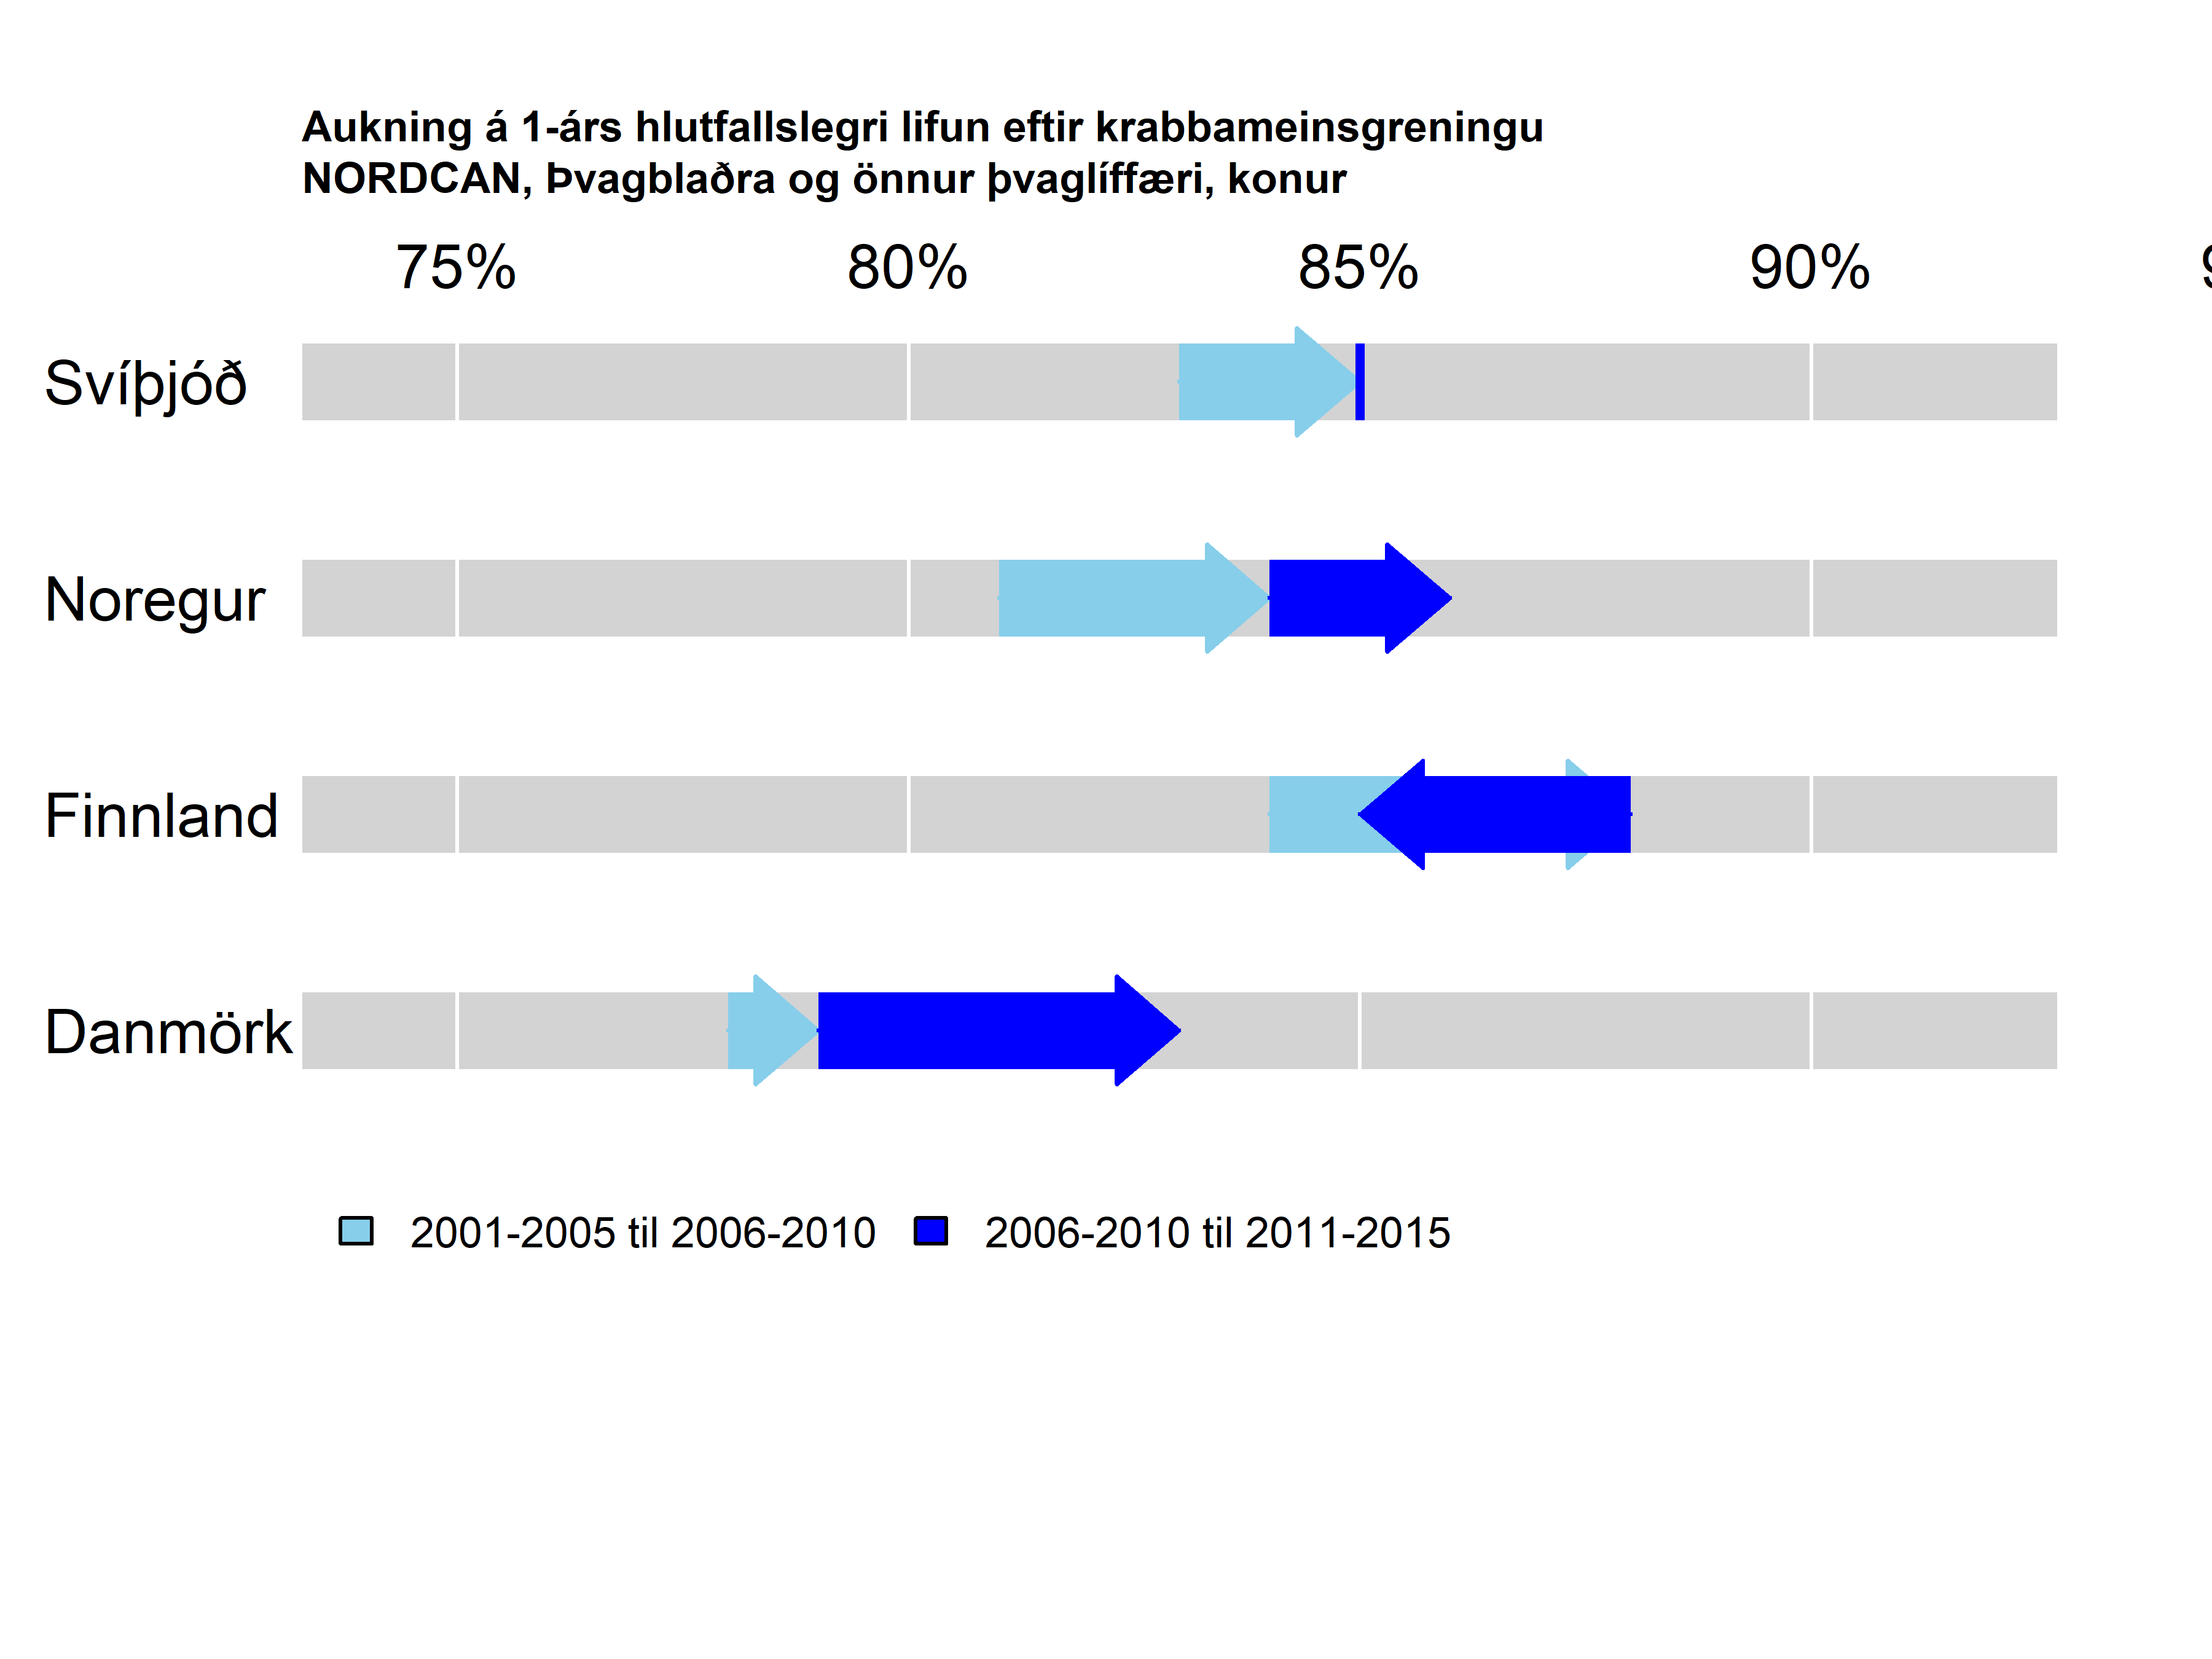 Aukning á 1-árs hlutfallslegri lifun eftir krabbameinsgreningu
NORDCAN, Þvagblaðra og önnur þvaglíffæri, konur
75% 80% 85% 90%
Svíþjóð
Noregur
Finnland
Danmörk
2001-2005 til 2006-2010 2006-2010 til 2011-2015